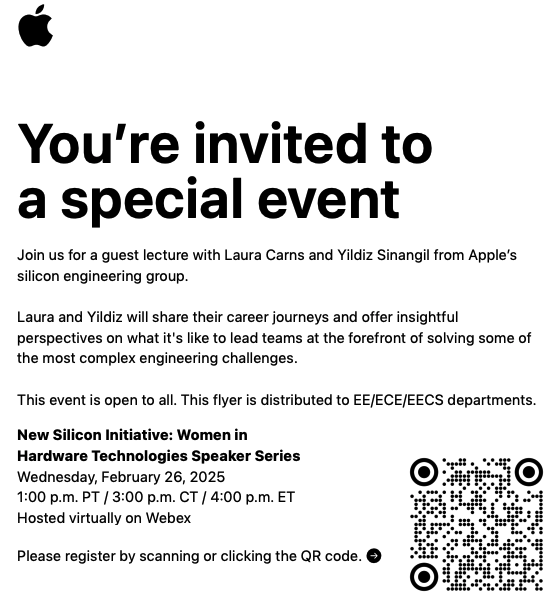 You’re invited to
a special event
Join us for a guest lecture with Laura Carns and Yildiz Sinangil from Apple’s
silicon engineering group.
Laura and Yildiz will share their career journeys and offer insightful
perspectives on what it's like to lead teams at the forefront of solving some of
the most complex engineering challenges.
This event is open to all. This flyer is distributed to EE/ECE/EECS departments.
New Silicon Initiative: Women in
Hardware Technologies Speaker Series
Wednesday, February 26, 2025
1:00 p.m. PT / 3:00 p.m. CT / 4:00 p.m. ET
Hosted virtually on Webex
Please register by scanning or clicking the QR code.